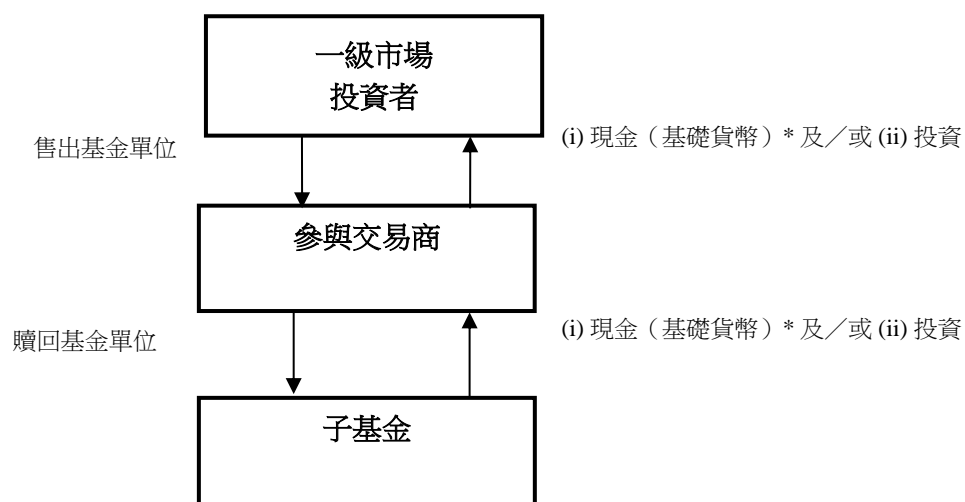 一級市場
投資者
售出基金單位
(i) 現金（基礎貨幣）* 及／或 (ii) 投資
參與交易商
贖回基金單位
(i) 現金（基礎貨幣）* 及／或 (ii) 投資
子基金